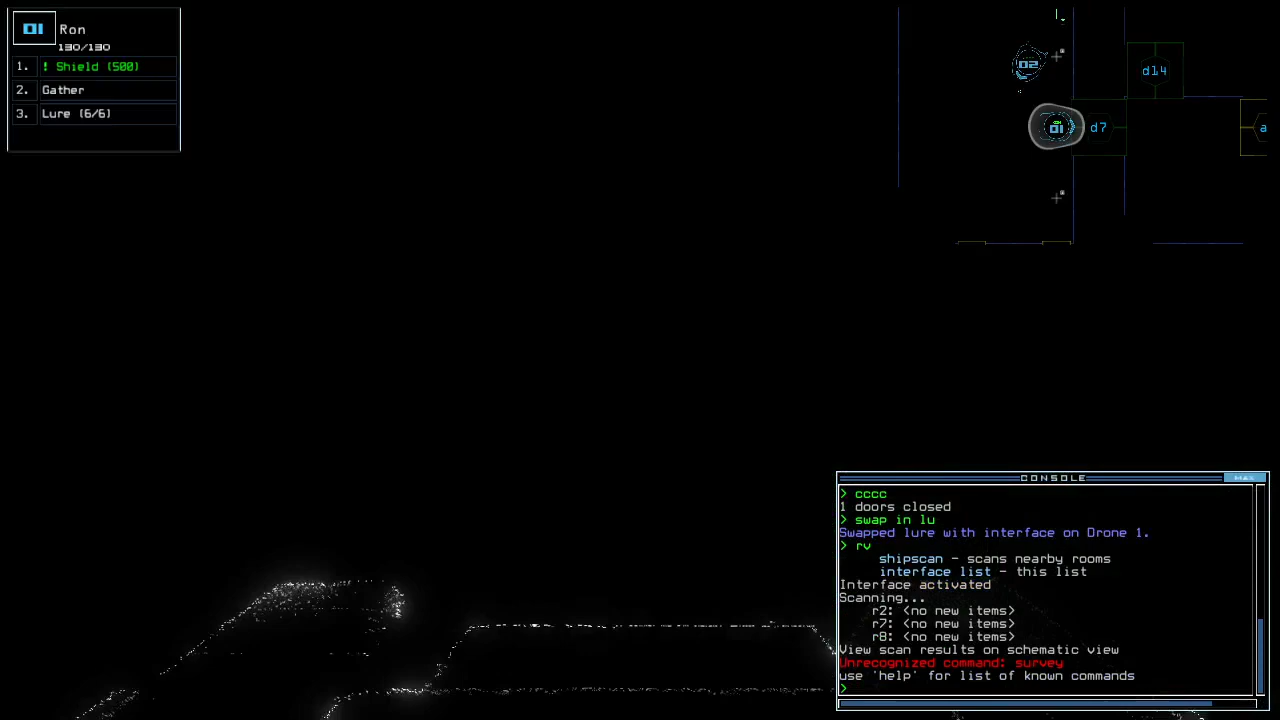 01 Ron
130/130
1. ! Shield (500)
2. Gather
3. Lure (6/6)
02
d14
01
d7
a
CONSOLE
> cccc
1 doors closed
> swap in lu
Swapped lure with interface on Drone 1.
> rv
shipscan - scans nearby rooms
interface list - this list
Interface activated
Scanning...
r2: <no new items>
r7: <no new items>
r8: <no new items>
View scan results on schematic view
Unrecognized command: survey
use 'help' for list of known commands
>